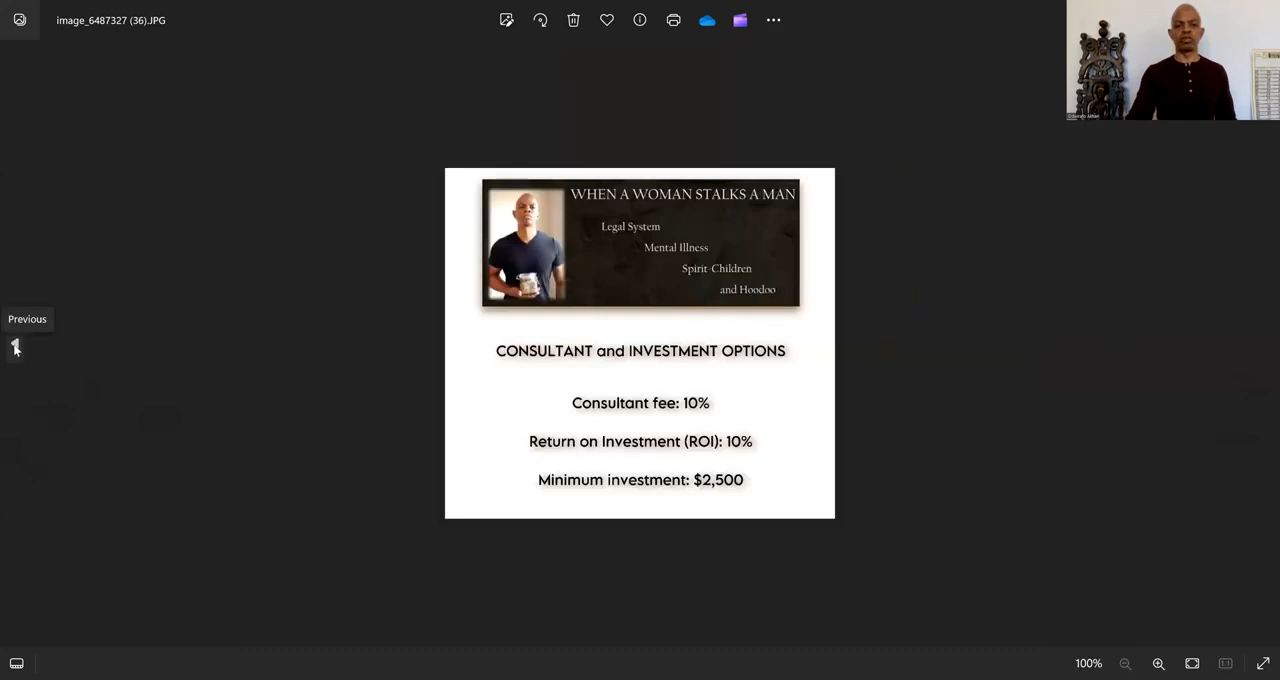 image_6487327 (36).JPG
WHEN A WOMAN STALKS A MAN
Legal System
Mental Illness
Spirit-Children
and Hoodoo
Previous
CONSULTANT and INVESTMENT OPTIONS
Consultant fee: 10%
Return on Investment (ROI): 10%
Minimum investment: $2,500
100%